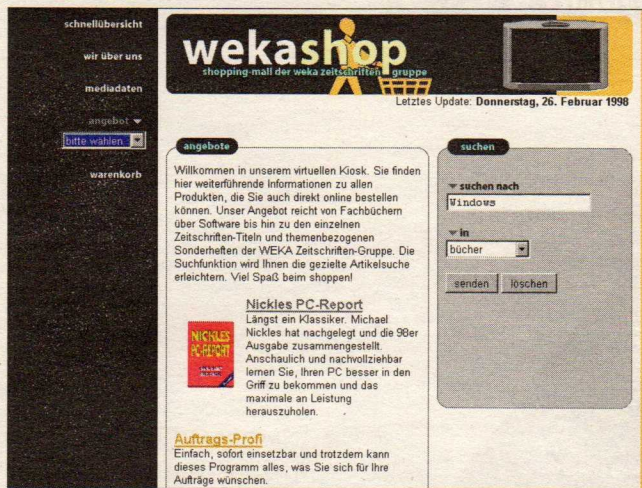 schnellübersicht
wir über uns
mediadaten
angebot
bitte wählen
warenkorb
wekashop
shopping-mall der weka zeitschriften gruppe
Letztes Update: Donnerstag, 26. Februar 1998
angebote
Willkommen in unserem virtuellen Kiosk. Sie finden
hier weiterführende Informationen zu allen
Produkten, die Sie auch direkt online bestellen
können. Unser Angebot reicht von Fachbüchern
über Software bis hin zu den einzelnen
Zeitschriften-Titeln und themenbezogenen
Sonderheften der WEKA Zeitschriften-Gruppe. Die
Suchfunktion wird Ihnen die gezielte Artikelsuche
erleichtern. Viel Spaß beim shoppen!
NICKLES
PC-REPORT
Nickles PC-Report
Längst ein Klassiker. Michael
Nickles hat nachgelegt und die 98er
Ausgabe zusammengestellt.
Anschaulich und nachvollziehbar
lernen Sie, Ihren PC besser in den
Griff zu bekommen und das
maximale an Leistung
herauszuholen.
Auftrags-Profi
Einfach, sofort einsetzbar und trotzdem kann
dieses Programm alles, was Sie sich für Ihre
Aufträge wünschen.
suchen
suchen nach
Windows
in
bücher
senden löschen